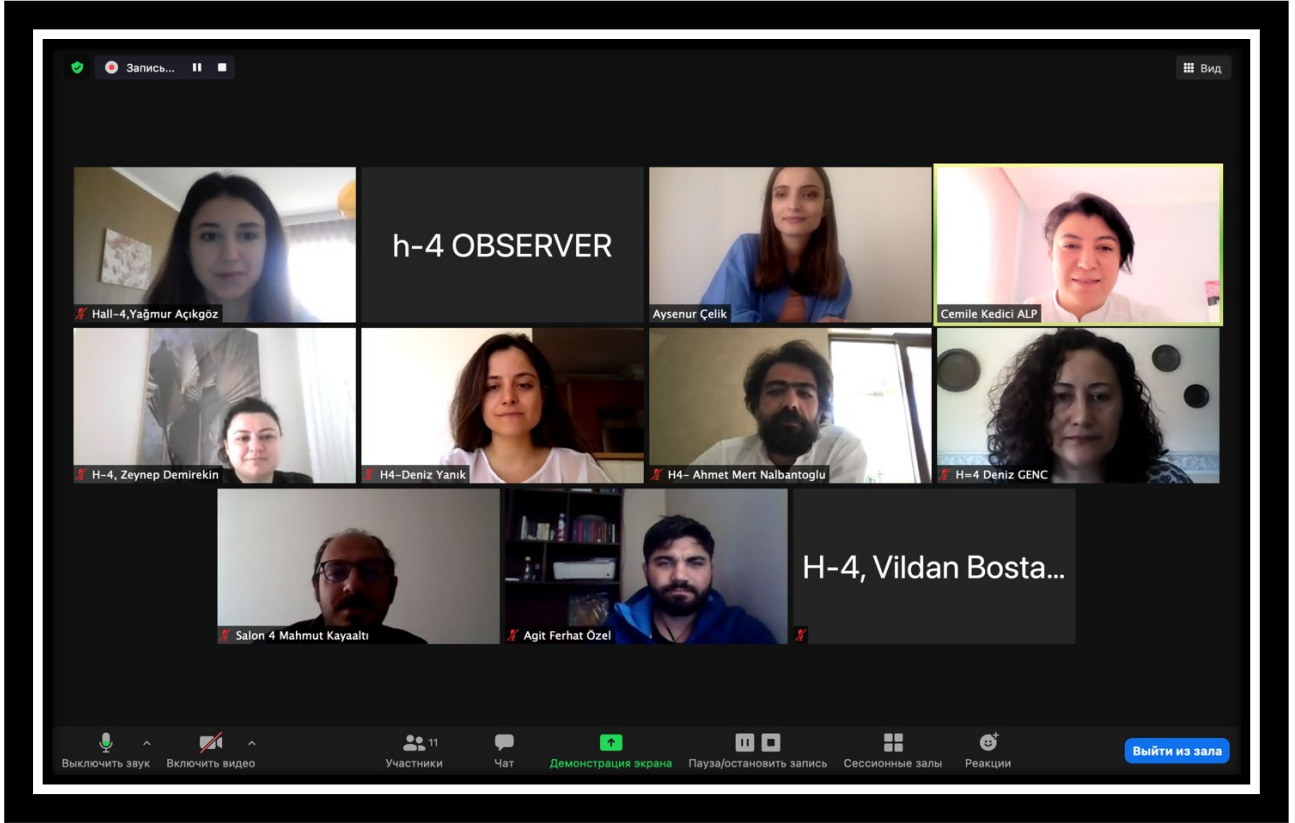 Запись...
Вид
Hall-4,Yağmur Açıkgöz
h-4 OBSERVER
Aysenur Çelik
Cemile Kedici ALP
H-4, Zeynep Demirekin
H4-Deniz Yanık
H4- Ahmet Mert Nalbantoglu
H=4 Deniz GENC
Salon 4 Mahmut Kayaaltı
Agit Ferhat Özel
H-4, Vildan Bosta...
Выключить звук
Включить видео
11
Участники
Чат
Демонстрация экрана
Пауза/остановить запись
Сессионные залы
Реакции
Выйти из зала